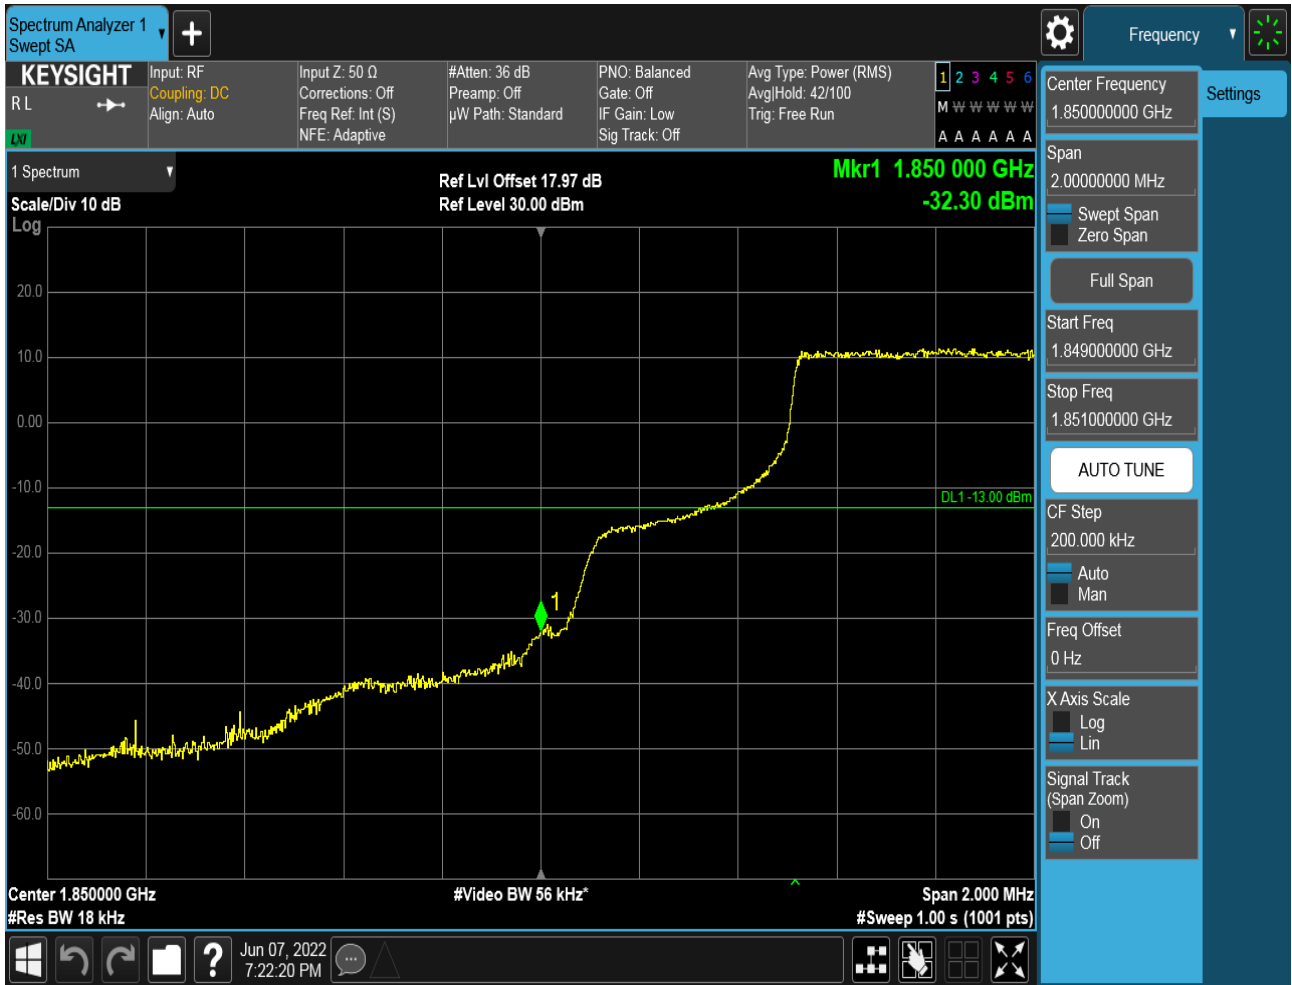 Spectrum Analyzer 1
Swept SA
Frequency
KEYSIGHT
R L
LXI
Input: RF
Coupling: DC
Align: Auto
Input Z: 50 Ω
Corrections: Off
Freq Ref: Int (S)
NFE: Adaptive
#Atten: 36 dB
Preamp: Off
µW Path: Standard
PNO: Balanced
Gate: Off
IF Gain: Low
Sig Track: Off
Avg Type: Power (RMS)
Avg|Hold: 42/100
Trig: Free Run
1 2 3 4 5 6
M W W W W W
A A A A A A
1 Spectrum
Scale/Div 10 dB
Log
Ref Lvl Offset 17.97 dB
Ref Level 30.00 dBm
Mkr1 1.850 000 GHz
-32.30 dBm
20.0
10.0
0.00
-10.0
-20.0
-30.0
-40.0
-50.0
-60.0
DL1 -13.00 dBm
1
Center 1.850000 GHz
#Res BW 18 kHz
#Video BW 56 kHz*
Span 2.000 MHz
#Sweep 1.00 s (1001 pts)
?
Jun 07, 2022
7:22:20 PM
Settings
Center Frequency
1.850000000 GHz
Span
2.00000000 MHz
Swept Span
Zero Span
Full Span
Start Freq
1.849000000 GHz
Stop Freq
1.851000000 GHz
AUTO TUNE
CF Step
200.000 kHz
Auto
Man
Freq Offset
0 Hz
X Axis Scale
Log
Lin
Signal Track
(Span Zoom)
On
Off